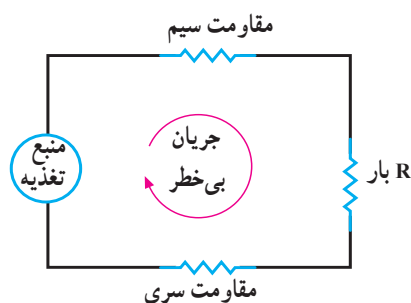 مقاومت سیم
منبع
تغذیه
جریان
بی‌خطر
بار R
مقاومت سری